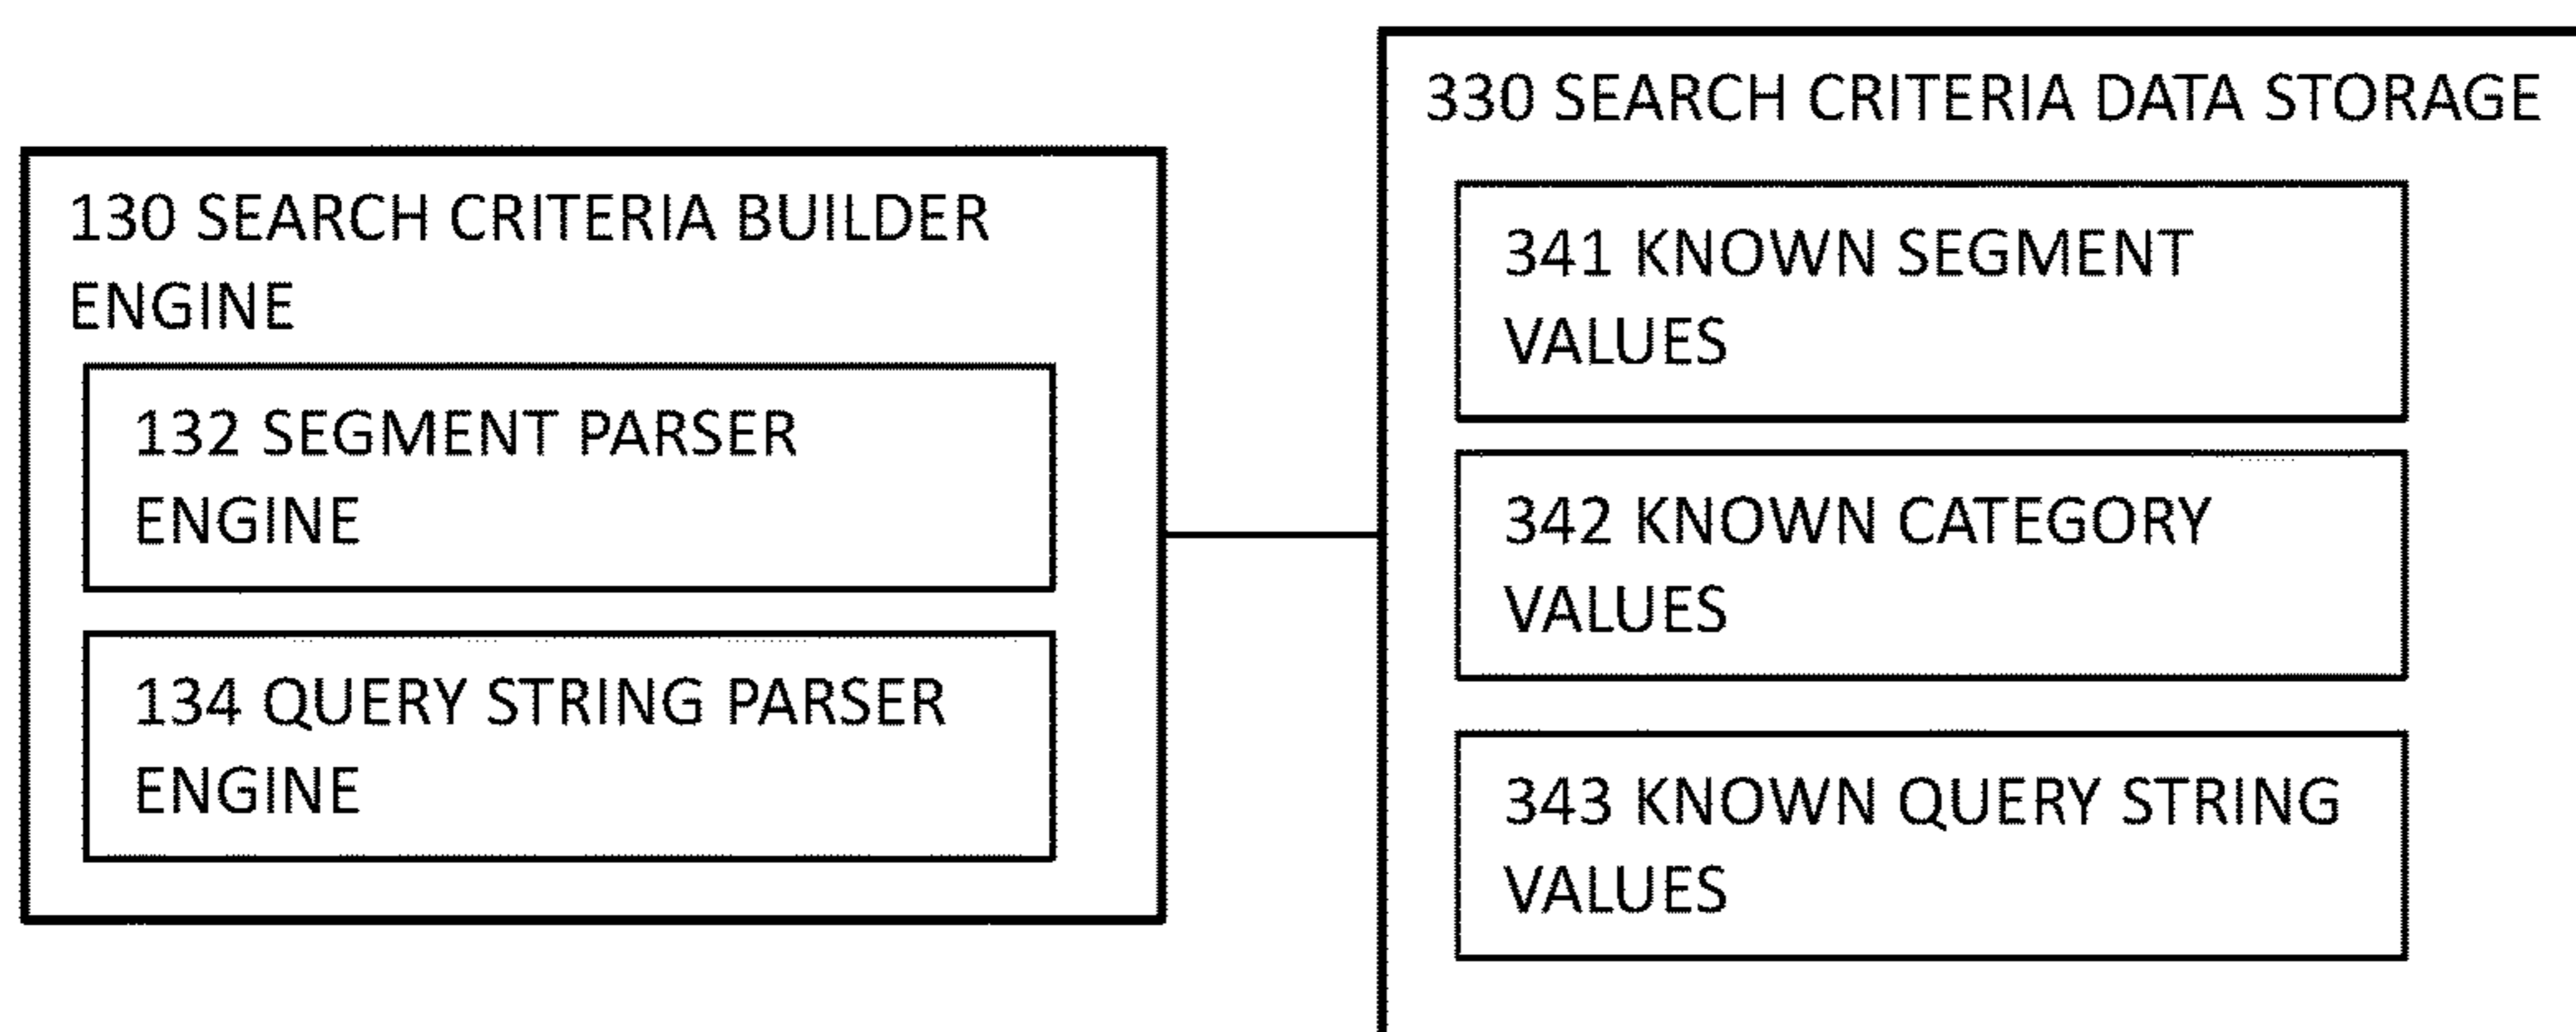 130 SEARCH CRITERIA BUILDER
ENGINE
132 SEGMENT PARSER
ENGINE
134 QUERY STRING PARSER
ENGINE
330 SEARCH CRITERIA DATA STORAGE
341 KNOWN SEGMENT
VALUES
342 KNOWN CATEGORY
VALUES
343 KNOWN QUERY STRING
VALUES